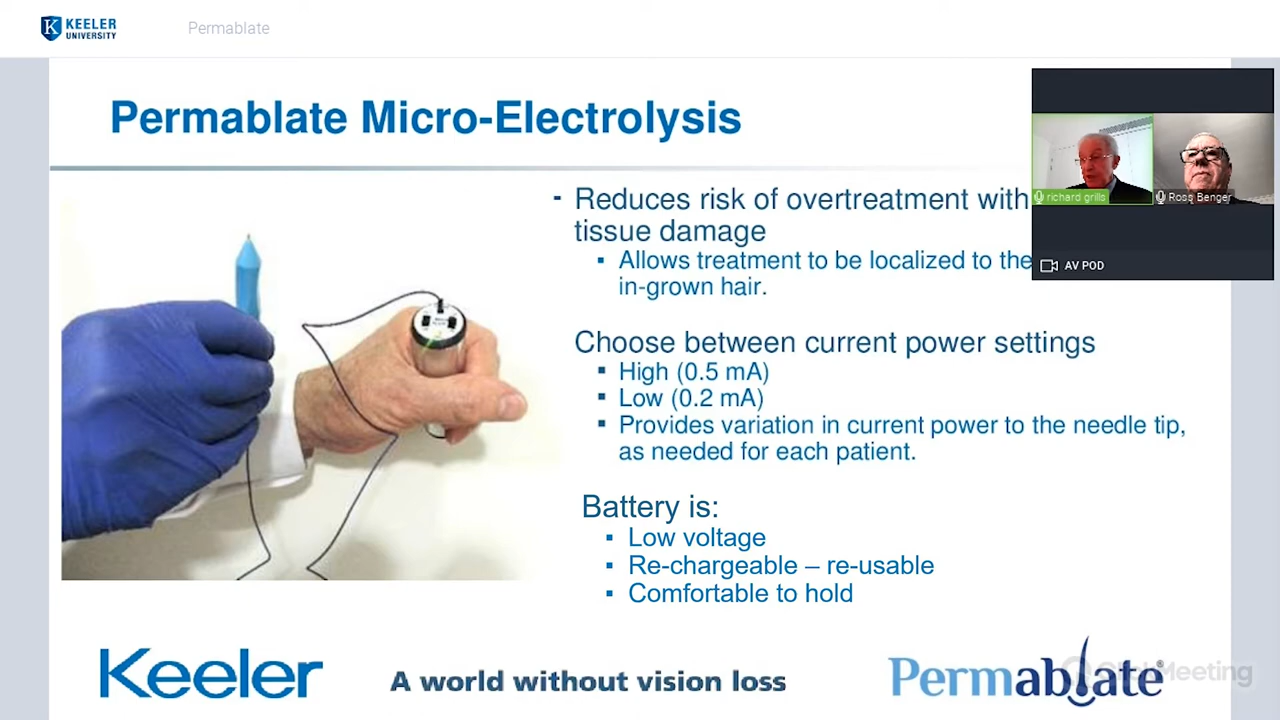 KEELER
UNIVERSITY
Permablate
Permablate Micro-Electrolysis
- Reduces risk of overtreatment with
tissue damage
▪ Allows treatment to be localized to the
in-grown hair.
Choose between current power settings
▪ High (0.5 mA)
▪ Low (0.2 mA)
▪ Provides variation in current power to the needle tip,
as needed for each patient.
Battery is:
▪ Low voltage
▪ Re-chargeable – re-usable
▪ Comfortable to hold
richard grills
Ross Benger
AV POD
Keeler
A world without vision loss
Permablate®
ClickMeeting